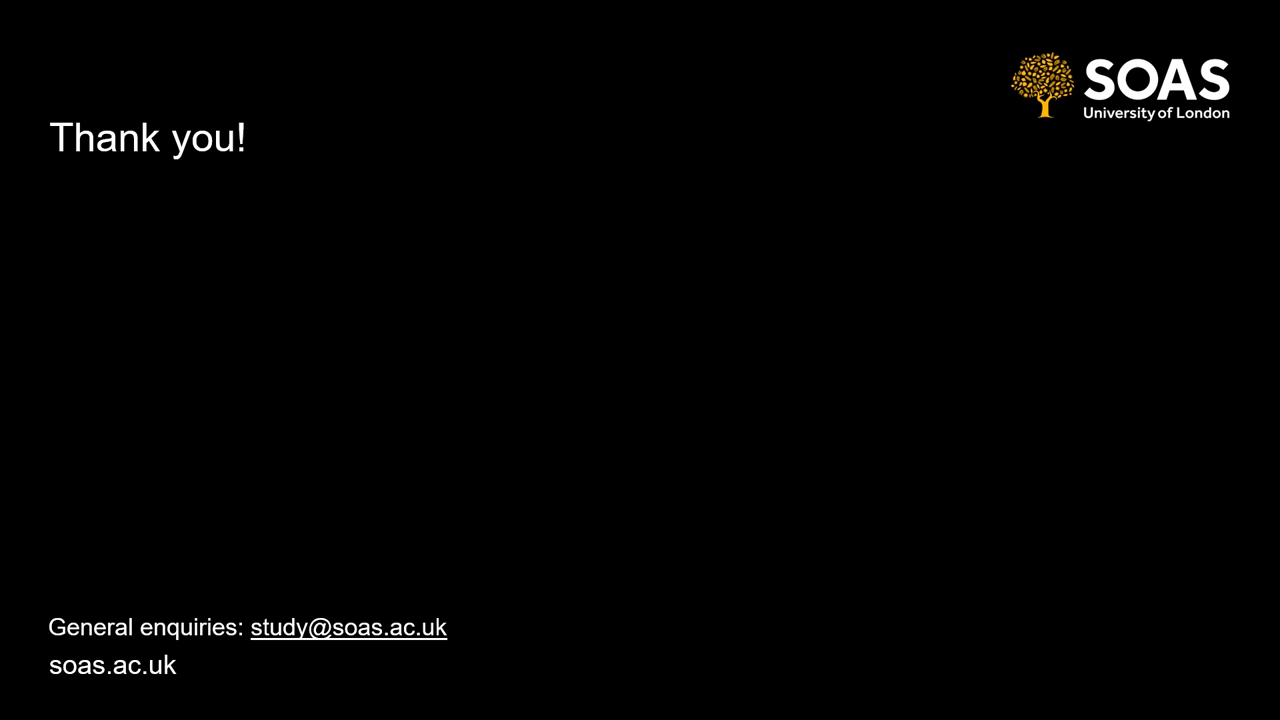 SOAS
University of London
Thank you!
General enquiries: study@soas.ac.uk
soas.ac.uk